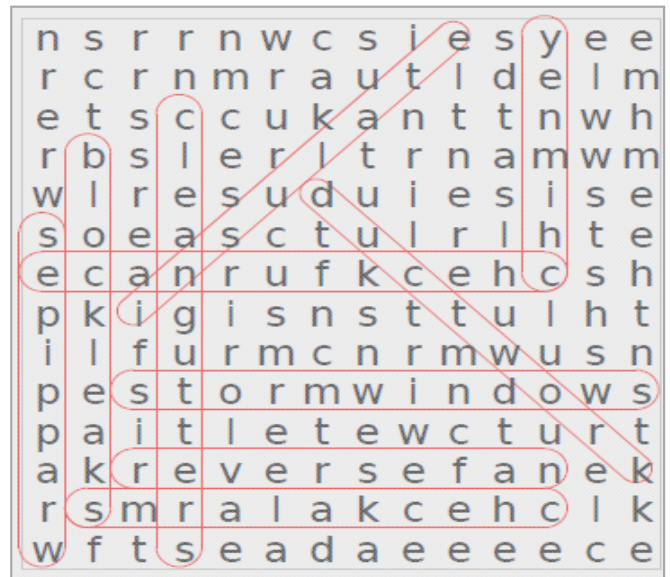 n s r r n w c s i e s y e e
r c r n m r a u t l d e l m
e t s c c u k a n t t n w h
r b s l e r l t r n a m w m
w l r e s u d u i e s i s e
s o e a s c t u l r l h t e
e c a n r u f k c e h c s h
p k i g i s n s t t u l h t
i l f u r m c n r m w u s n
p e s t o r m w i n d o w s
p a i t l e t e w c t u r t
a k r e v e r s e f a n e k
r s m r a l a k c e h c l k
w f t s e a d a e e e e c e